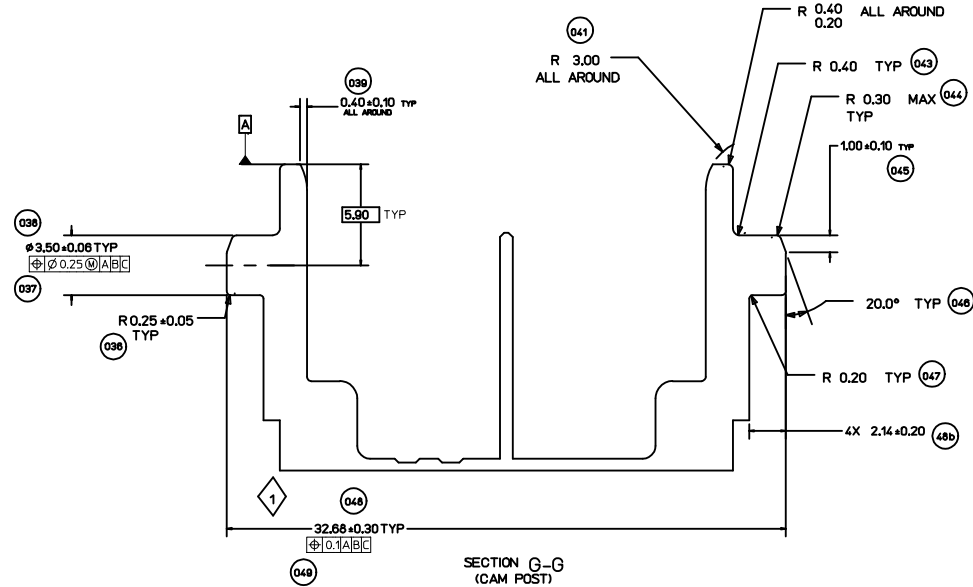 R 0.40 ALL AROUND
0.20
041
R 3.00
ALL AROUND
R 0.40 TYP 043
R 0.30 MAX 044
TYP
039
0.40±0.10 TYP
ALL AROUND
1.00±0.10 TYP
045
A
5.90 TYP
038
⌀3.50±0.06 TYP
⌖ ⌀0.25 Ⓜ A B C
037
R 0.25±0.05
TYP
036
20.0° TYP 046
R 0.20 TYP 047
4X 2.14±0.20 48b
1
048
32.68±0.30 TYP
⌖ 0.1 A B C
049
SECTION G-G
(CAM POST)